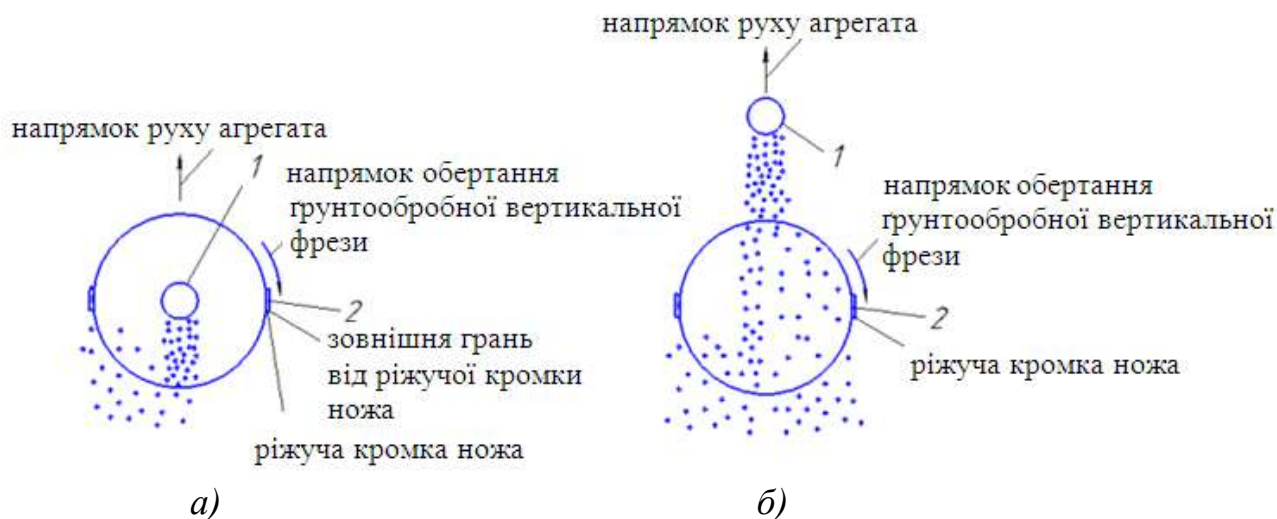 напрямок руху агрегата
1
напрямок обертання
ґрунтообробної вертикальної
фрези
2
зовнішня грань
від ріжучої кромки
ножа
ріжуча кромка ножа
а)
напрямок руху агрегата
1
напрямок обертання
ґрунтообробної вертикальної
фрези
2
ріжуча кромка ножа
б)